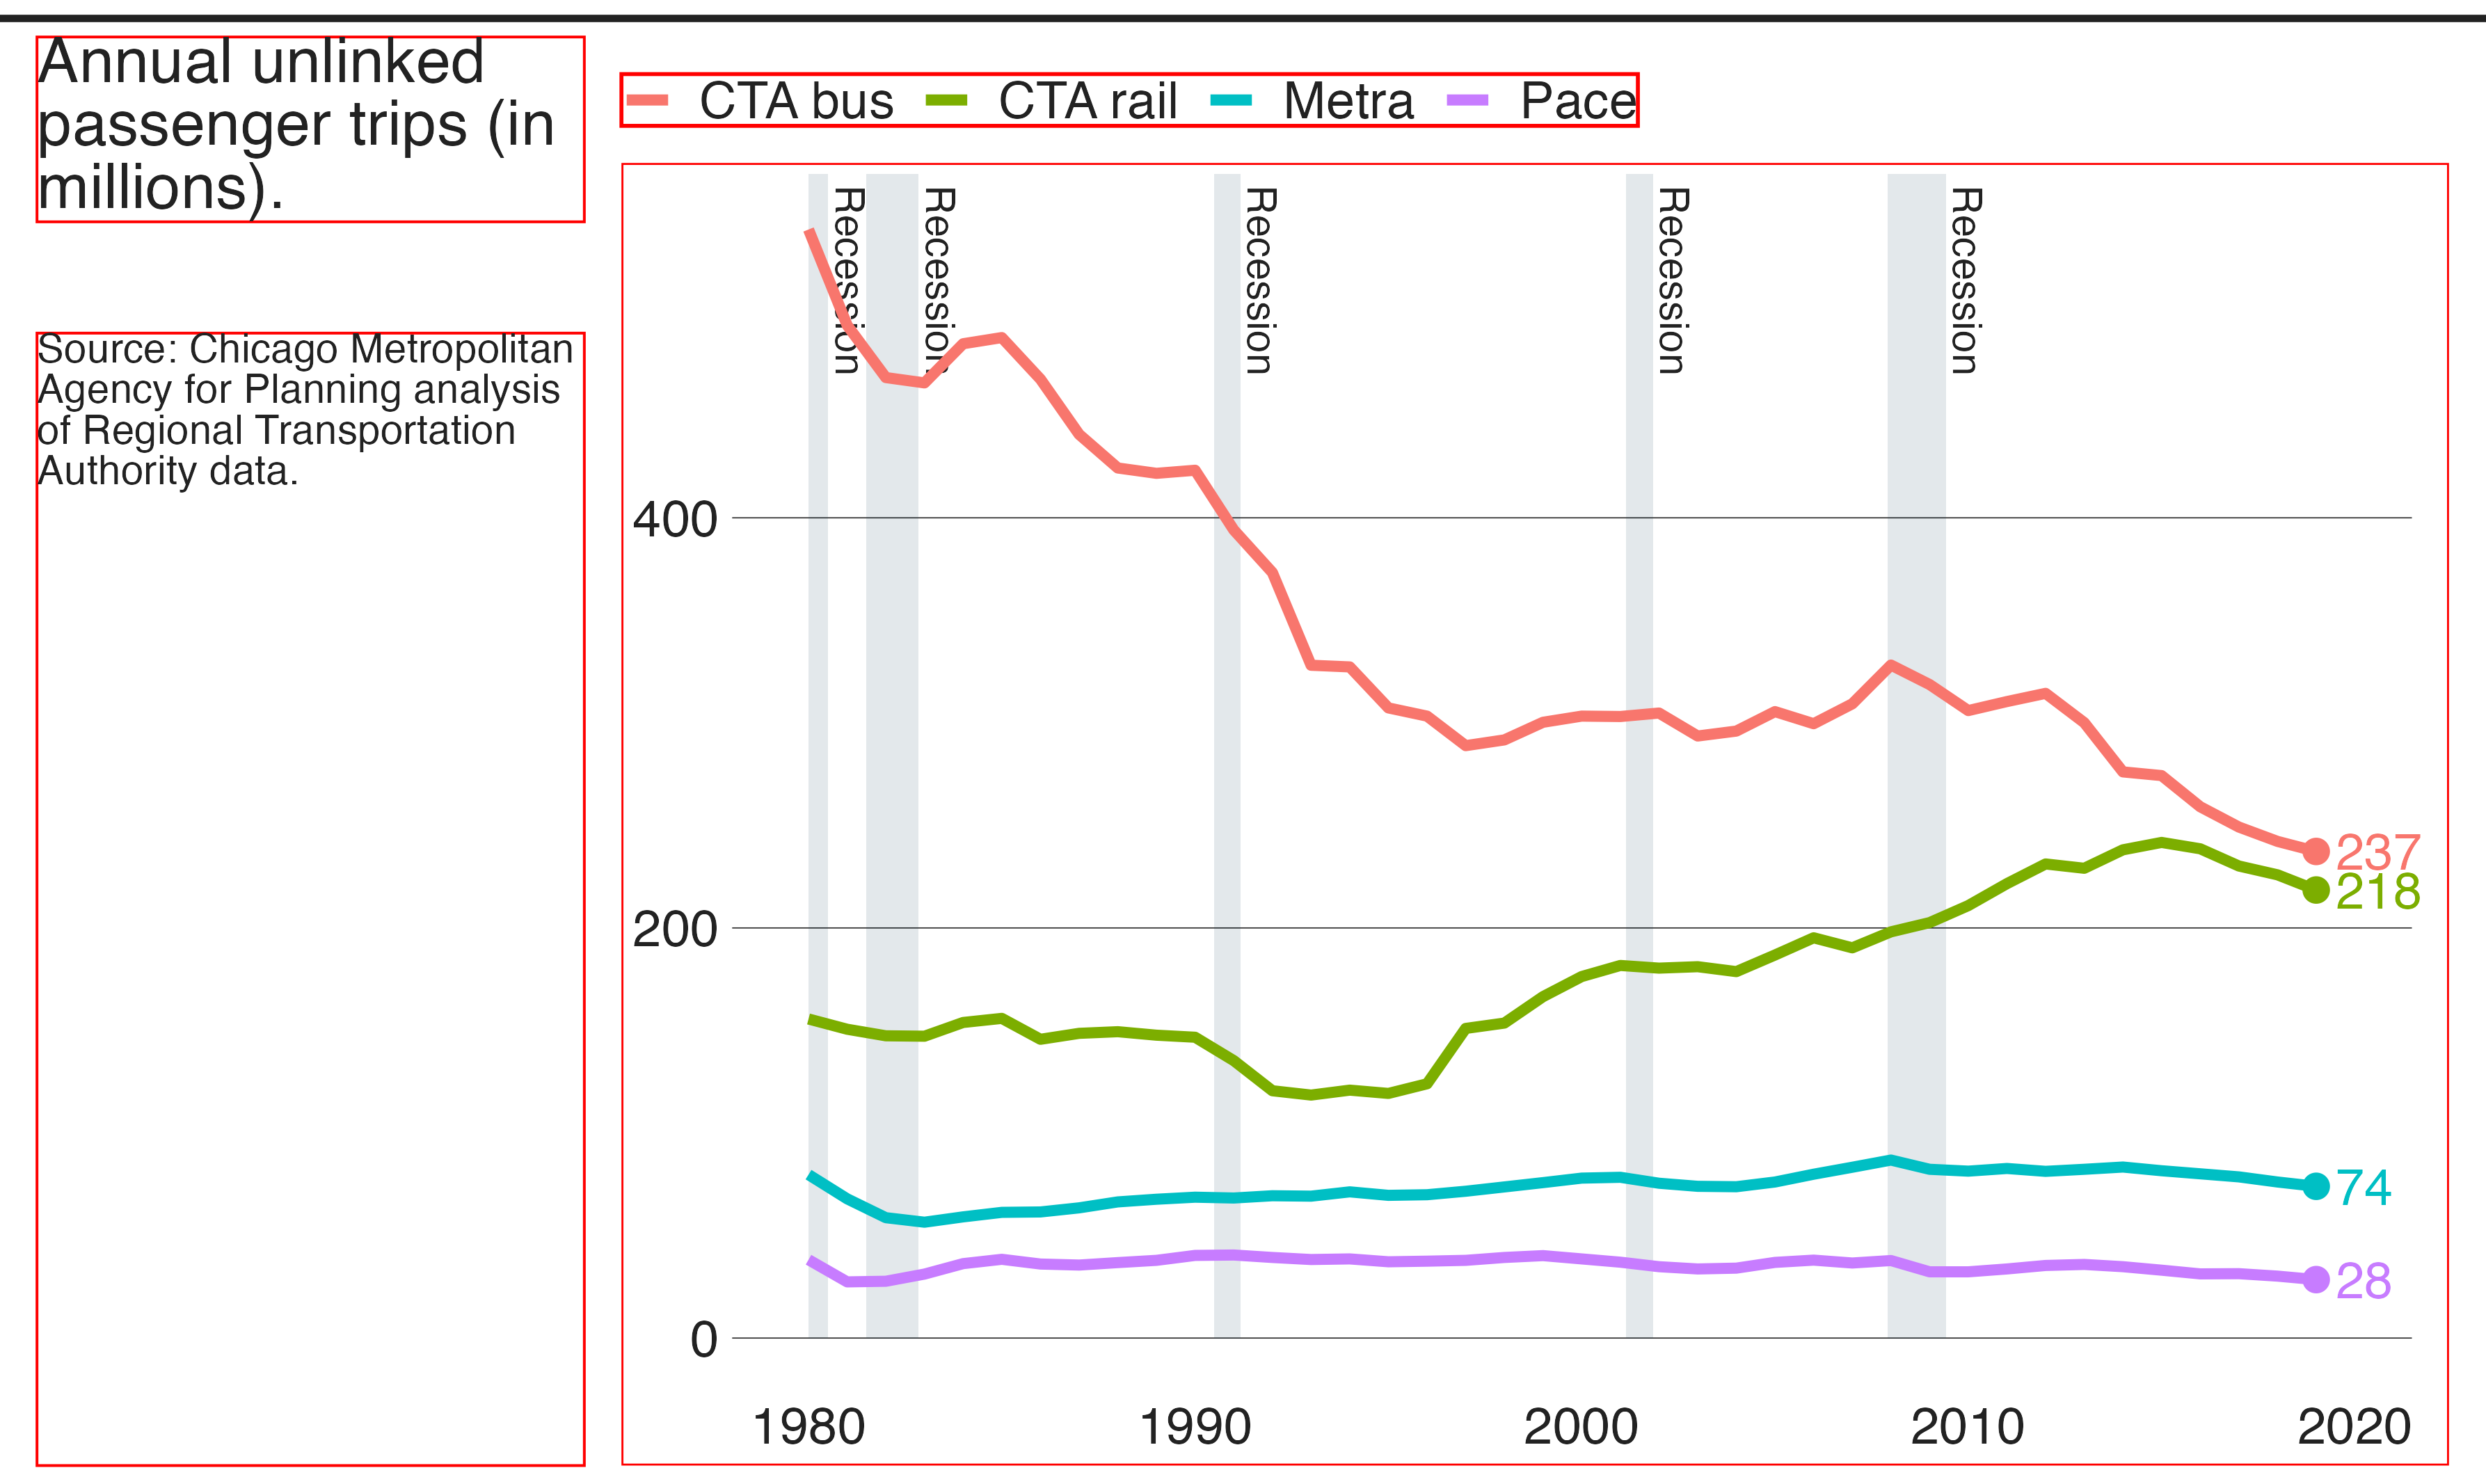 Annual unlinked
passenger trips (in
millions).
Source: Chicago Metropolitan
Agency for Planning analysis
of Regional Transportation
Authority data.
CTA bus CTA rail Metra Pace
Recession
Recession
Recession
Recession
Recession
400
200
0
237
218
74
28
1980 1990 2000 2010 2020